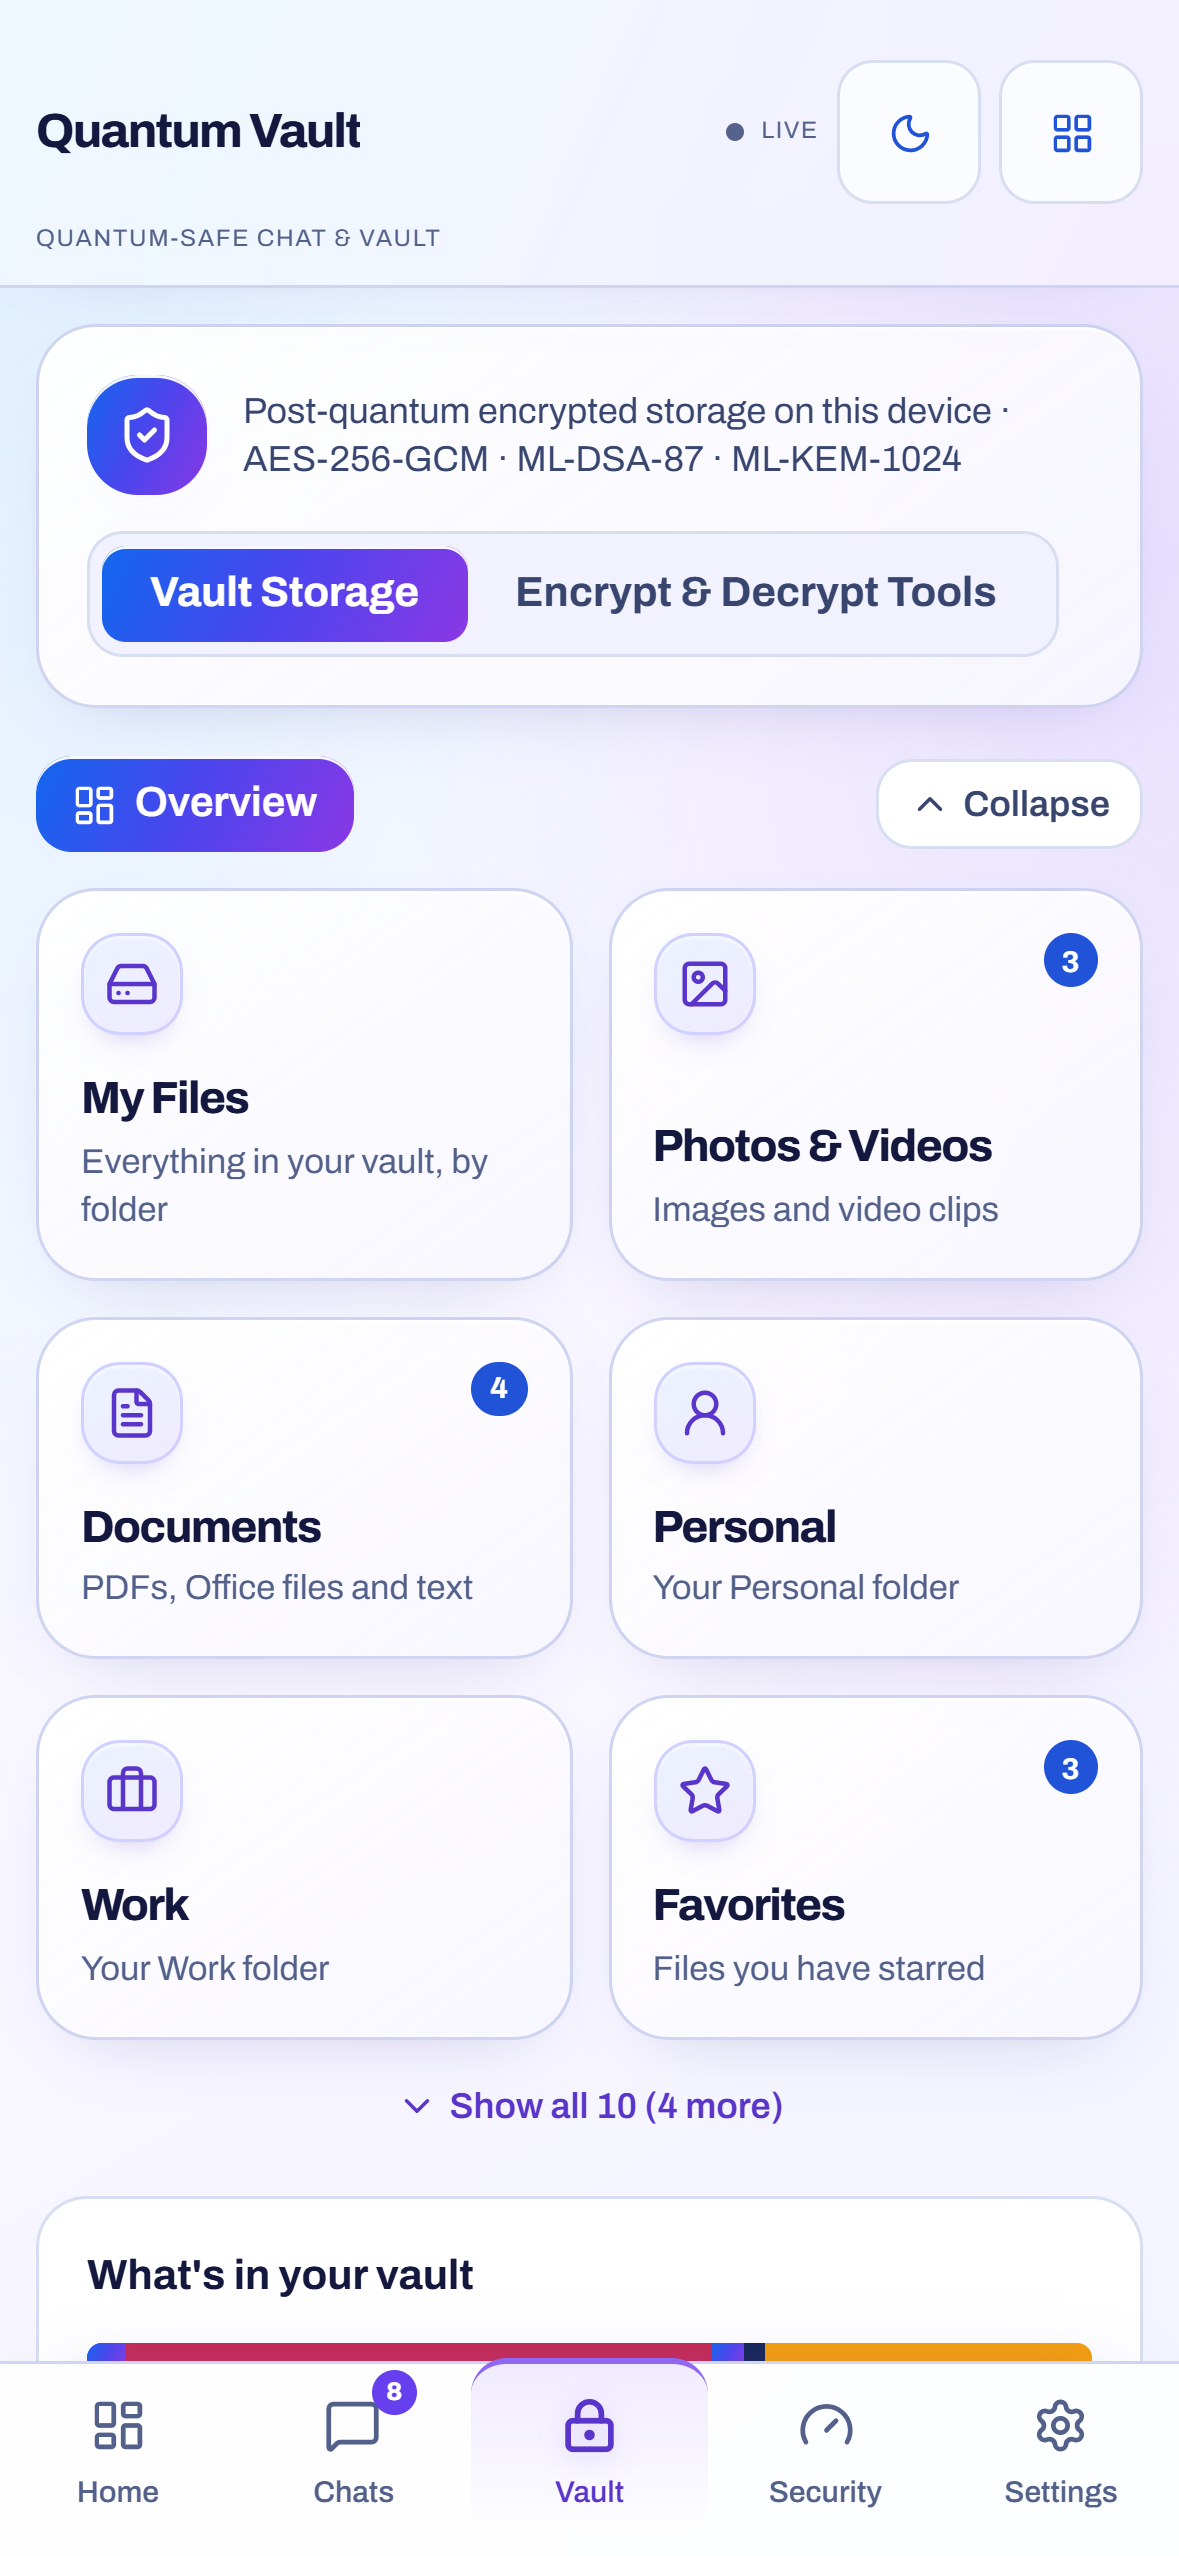 Quantum Vault
LIVE
QUANTUM-SAFE CHAT & VAULT
Post-quantum encrypted storage on this device ·
AES-256-GCM · ML-DSA-87 · ML-KEM-1024
Vault Storage
Encrypt & Decrypt Tools
Overview
Collapse
My Files
Everything in your vault, by
folder
3
Photos & Videos
Images and video clips
4
Documents
PDFs, Office files and text
Personal
Your Personal folder
Work
Your Work folder
3
Favorites
Files you have starred
Show all 10 (4 more)
What's in your vault
Home
8
Chats
Vault
Security
Settings